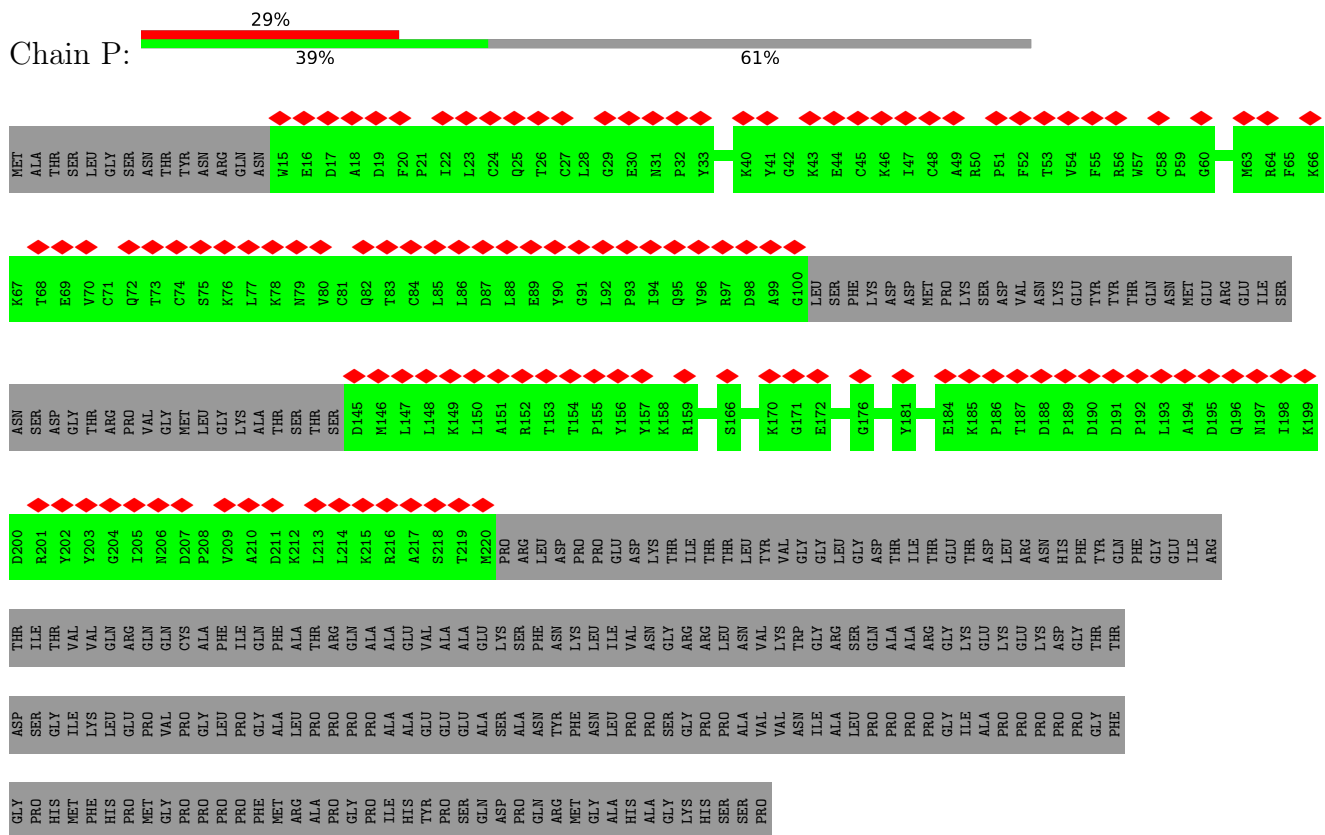 29%
Chain P:
39% 61%
MET ALA THR SER LEU GLY SER ASN THR TYR ASN ARG GLN ASN W15 E16 D17 A18 D19 F20 P21 I22 L23 C24 Q25 T26 C27 L28 G29 E30 N31 P32 Y33 K40 Y41 G42 K43 E44 C45 K46 I47 C48 A49 R50 P51 F52 T53 V54 F55 R56 W57 C58 P59 G60 M63 R64 F65 K66
K67 T68 E69 V70 C71 Q72 T73 C74 S75 K76 L77 K78 N79 V80 C81 Q82 T83 C84 L85 L86 D87 L88 E89 Y90 G91 L92 P93 I94 Q95 V96 R97 D98 A99 G100 LEU SER PHE LYS ASP ASP MET PRO LYS SER ASP VAL ASN LYS GLU TYR TYR THR GLN ASN MET GLU ARG GLU ILE SER
ASN SER ASP GLY THR ARG PRO VAL GLY MET LEU GLY LYS ALA THR SER THR SER D145 M146 L147 L148 K149 L150 A151 R152 T153 T154 P155 Y156 Y157 K158 R159 S166 K170 G171 E172 G176 Y181 E184 K185 P186 T187 D188 P189 D190 D191 P192 L193 A194 D195 Q196 N197 I198 K199
D200 R201 Y202 Y203 G204 I205 N206 D207 P208 V209 A210 D211 K212 L213 L214 K215 R216 A217 S218 T219 M220 PRO ARG LEU ASP PRO PRO GLU ASP LYS THR ILE THR THR LEU TYR VAL GLY GLY LEU GLY ASP THR ILE THR GLU THR ASP LEU ARG ASN HIS PHE TYR GLN PHE GLY GLU ILE ARG
THR ILE THR VAL VAL GLN ARG GLN GLN CYS ALA PHE ILE GLN PHE ALA THR ARG GLN ALA ALA GLU VAL ALA ALA GLU LYS SER PHE ASN LYS LEU ILE VAL ASN GLY ARG ARG LEU ASN VAL LYS TRP GLY ARG SER GLN ALA ALA ARG GLY LYS GLU LYS GLU LYS ASP GLY THR THR
ASP SER GLY ILE LYS LEU GLU PRO VAL PRO GLY LEU PRO GLY ALA LEU PRO PRO PRO PRO ALA ALA GLU GLU GLU ALA SER ALA ASN TYR PHE ASN LEU PRO PRO SER GLY PRO PRO ALA VAL VAL ASN ILE ALA LEU PRO PRO PRO PRO GLY ILE ALA PRO PRO PRO PRO PRO GLY PHE
GLY PRO HIS MET PHE HIS PRO MET GLY PRO PRO PRO PRO PHE MET ARG ALA PRO GLY PRO ILE HIS TYR PRO SER GLN ASP PRO GLN ARG MET GLY ALA HIS ALA GLY LYS HIS SER SER PRO